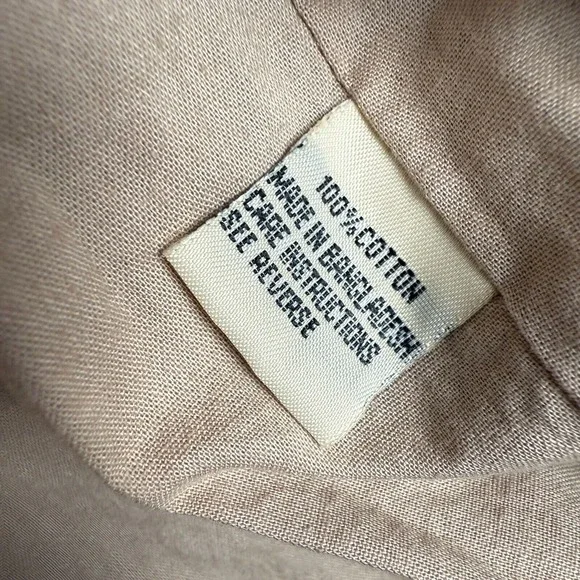 100% COTTON
MADE IN BANGLADESH
CARE INSTRUCTIONS
SEE REVERSE